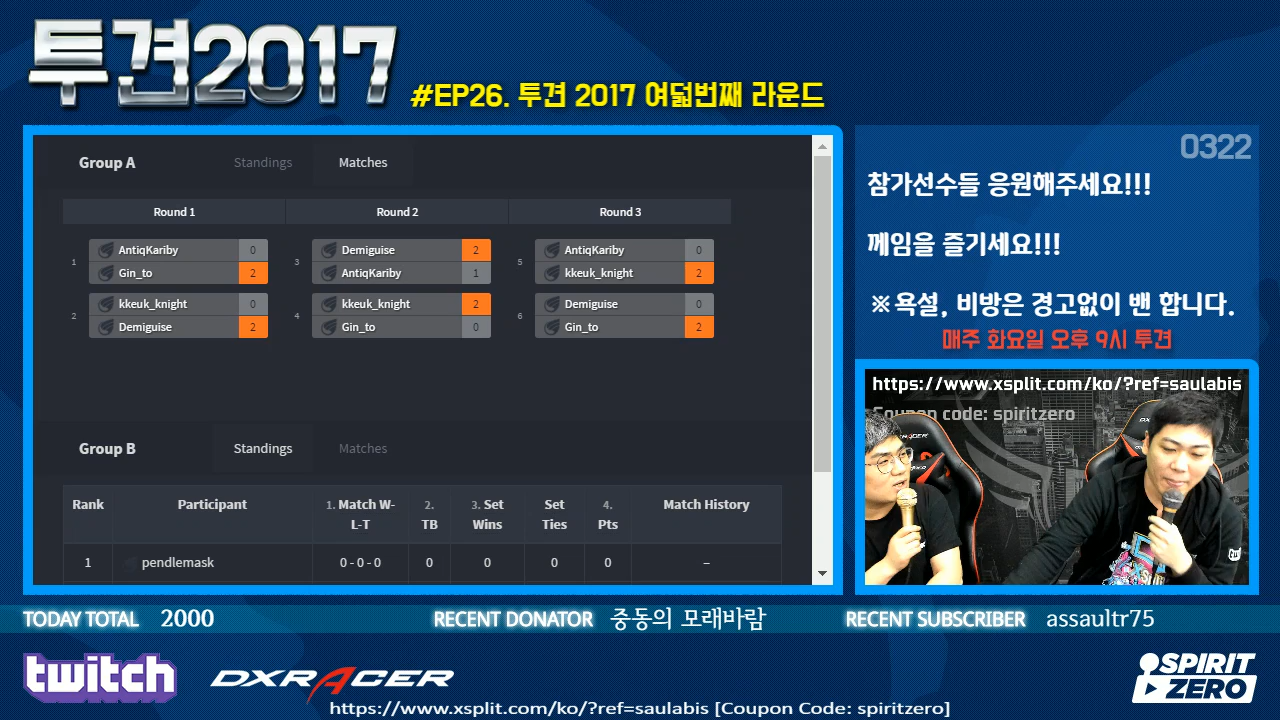 투견2017
#EP26. 투견 2017 여덟번째 라운드
Group A
Standings
Matches
Round 1
Round 2
Round 3
1
AntiqKariby 0
Gin_to 2
2
kkeuk_knight 0
Demiguise 2
3
Demiguise 2
AntiqKariby 1
4
kkeuk_knight 2
Gin_to 0
5
AntiqKariby 0
kkeuk_knight 2
6
Demiguise 0
Gin_to 2
Group B
Standings
Matches
Rank
Participant
1. Match W-
L-T
2.
TB
3. Set
Wins
Set
Ties
4.
Pts
Match History
1 pendlemask 0 - 0 - 0 0 0 0 0 –
0322
참가선수들 응원해주세요!!!
께임을 즐기세요!!!
※욕설, 비방은 경고없이 밴 합니다.
매주 화요일 오후 9시 투견
https://www.xsplit.com/ko/?ref=saulabis
Coupon code: spiritzero
TODAY TOTAL 2000
RECENT DONATOR 중동의 모래바람
RECENT SUBSCRIBER assaultr75
twitch
DXRACER
SPIRIT
ZERO
https://www.xsplit.com/ko/?ref=saulabis [Coupon Code: spiritzero]